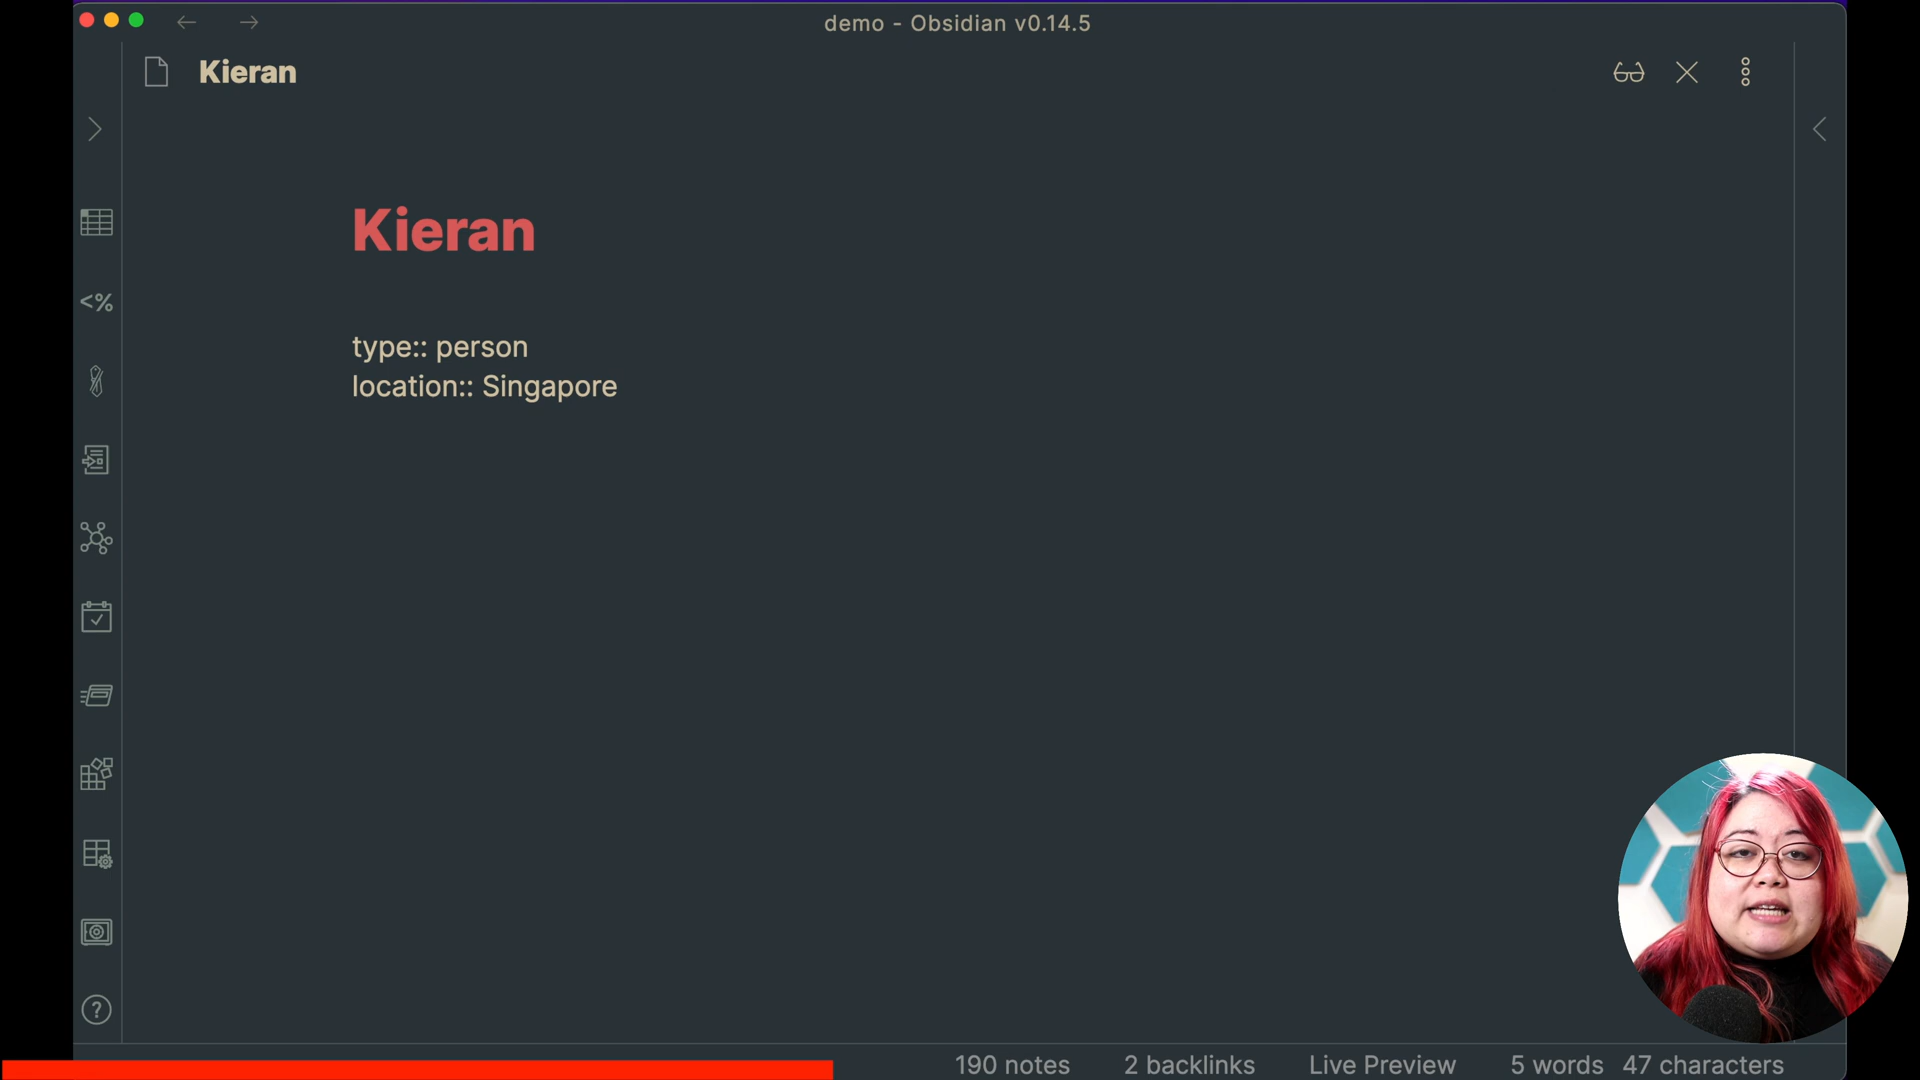 demo - Obsidian v0.14.5
Kieran
Kieran
<%
type:: person
location:: Singapore
?
190 notes 2 backlinks Live Preview 5 words 47 characters